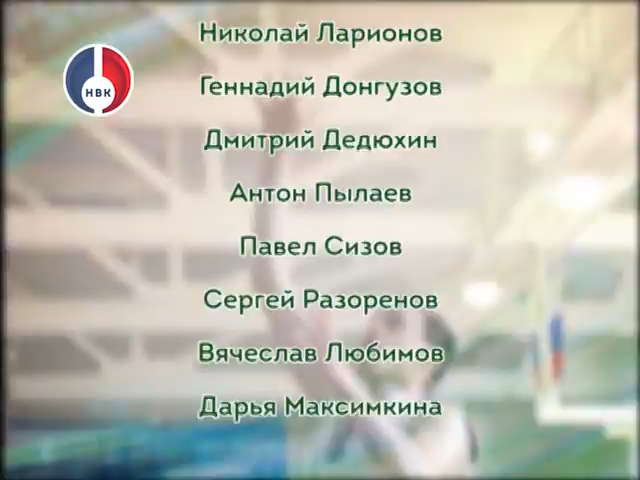 Николай Ларионов
НВК
Геннадий Донгузов
Дмитрий Дедюхин
Антон Пылаев
Павел Сизов
Сергей Разоренов
Вячеслав Любимов
Дарья Максимкина